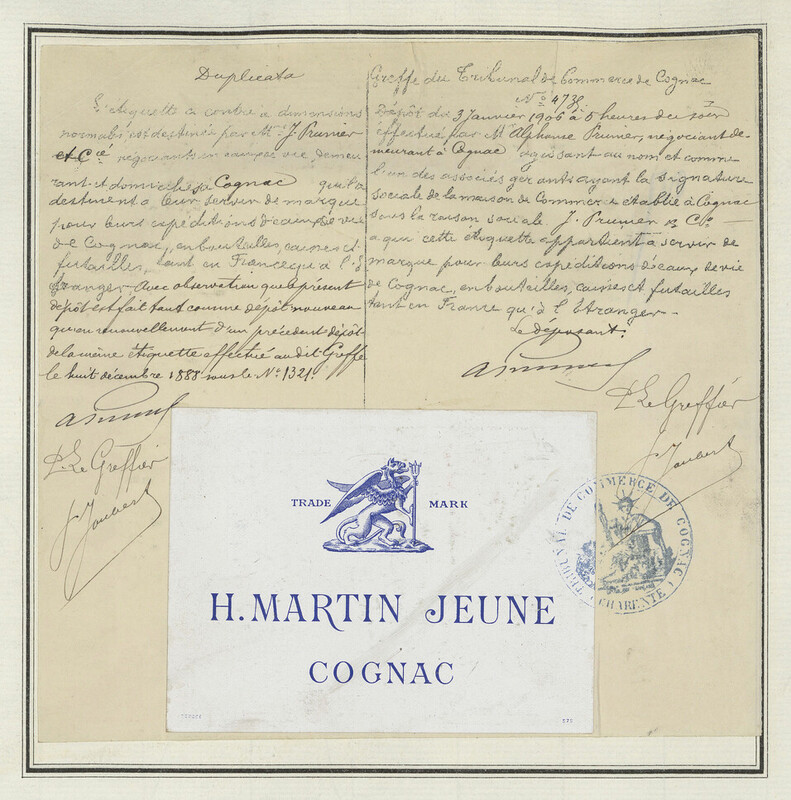 Duplicata
L'étiquette ci contre à dimensions
normales est destinée par MM. J. Prunier
et Cie négociants en eaux de vie, demeu-
rant et domiciliés à Cognac qui la
destinent à leur servir de marque
pour leurs expéditions d'eaux de vie
de Cognac, en bouteilles, caisses et
futailles, tant en France qu'à l'é-
tranger. Avec observation que le présent
dépôt est fait tant comme dépôt nouveau
qu'en renouvellement d'un précédent dépôt
de la même étiquette effectué au dit Greffe
le huit décembre 1888 sous le No 1321.
P. Le Greffier
Joubert
Greffe du Tribunal de Commerce de Cognac
No 473
Dépôt du 3 Janvier 1906 à 5 heures du soir
effectué par M Alphonse Prunier, négociant de-
meurant à Cognac agissant au nom et comme
l'un des associés gérants ayant la signature
sociale de la maison de Commerce établie à Cognac
sous la raison sociale J. Prunier & Cie
à qui cette étiquette appartient à servir de
marque pour leurs expéditions d'eaux de vie
de Cognac, en bouteilles, caisses et futailles
tant en France qu'à l'Étranger.
Le déposant.
P. Le Greffier
Joubert
TRIBUNAL DE COMMERCE DE COGNAC
(CHARENTE)
TRADE MARK
H. MARTIN JEUNE
COGNAC